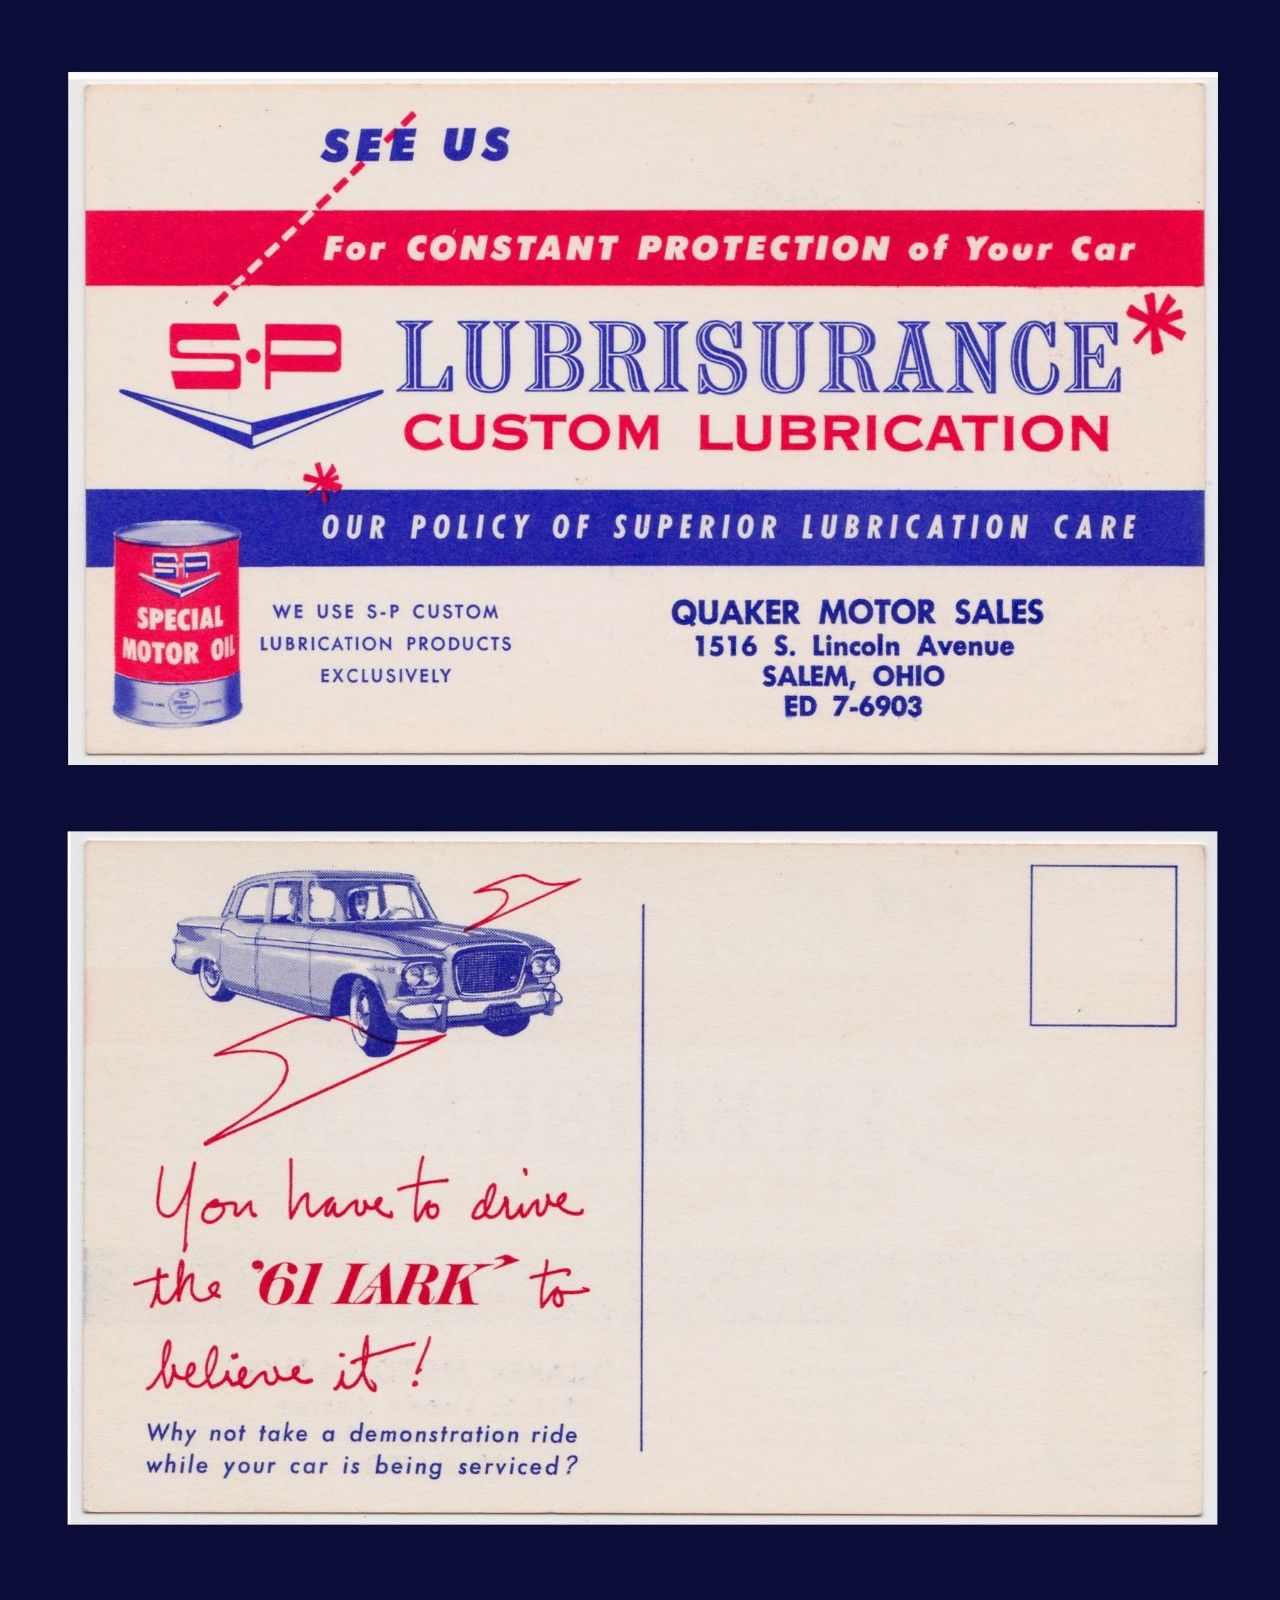 SEE US
For CONSTANT PROTECTION of Your Car
S·P
LUBRISURANCE*
CUSTOM LUBRICATION
*OUR POLICY OF SUPERIOR LUBRICATION CARE
S·P
SPECIAL
MOTOR OIL
WE USE S-P CUSTOM
LUBRICATION PRODUCTS
EXCLUSIVELY
QUAKER MOTOR SALES
1516 S. Lincoln Avenue
SALEM, OHIO
ED 7-6903
You have to drive
the '61 LARK to
believe it!
Why not take a demonstration ride
while your car is being serviced?